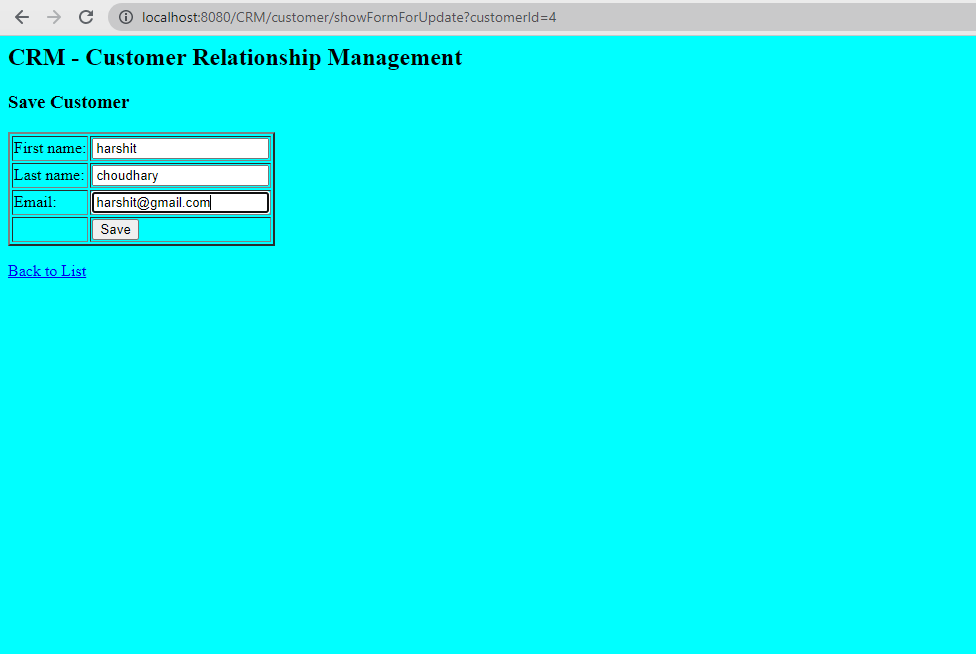 localhost:8080/CRM/customer/showFormForUpdate?customerId=4
CRM - Customer Relationship Management
Save Customer
First name: harshit
Last name: choudhary
Email: harshit@gmail.com
Save
Back to List